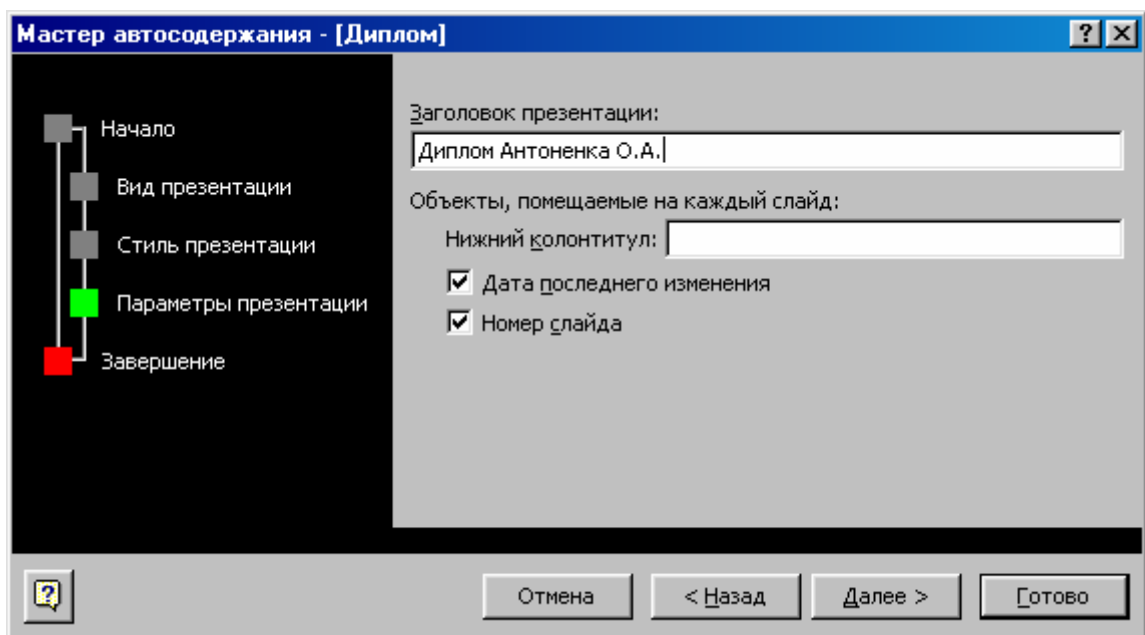 Мастер автосодержания - [Диплом]
Начало
Вид презентации
Стиль презентации
Параметры презентации
Завершение
Заголовок презентации:
Диплом Антоненка О.А.
Объекты, помещаемые на каждый слайд:
Нижний колонтитул:
Дата последнего изменения
Номер слайда
Отмена
< Назад
Далее >
Готово